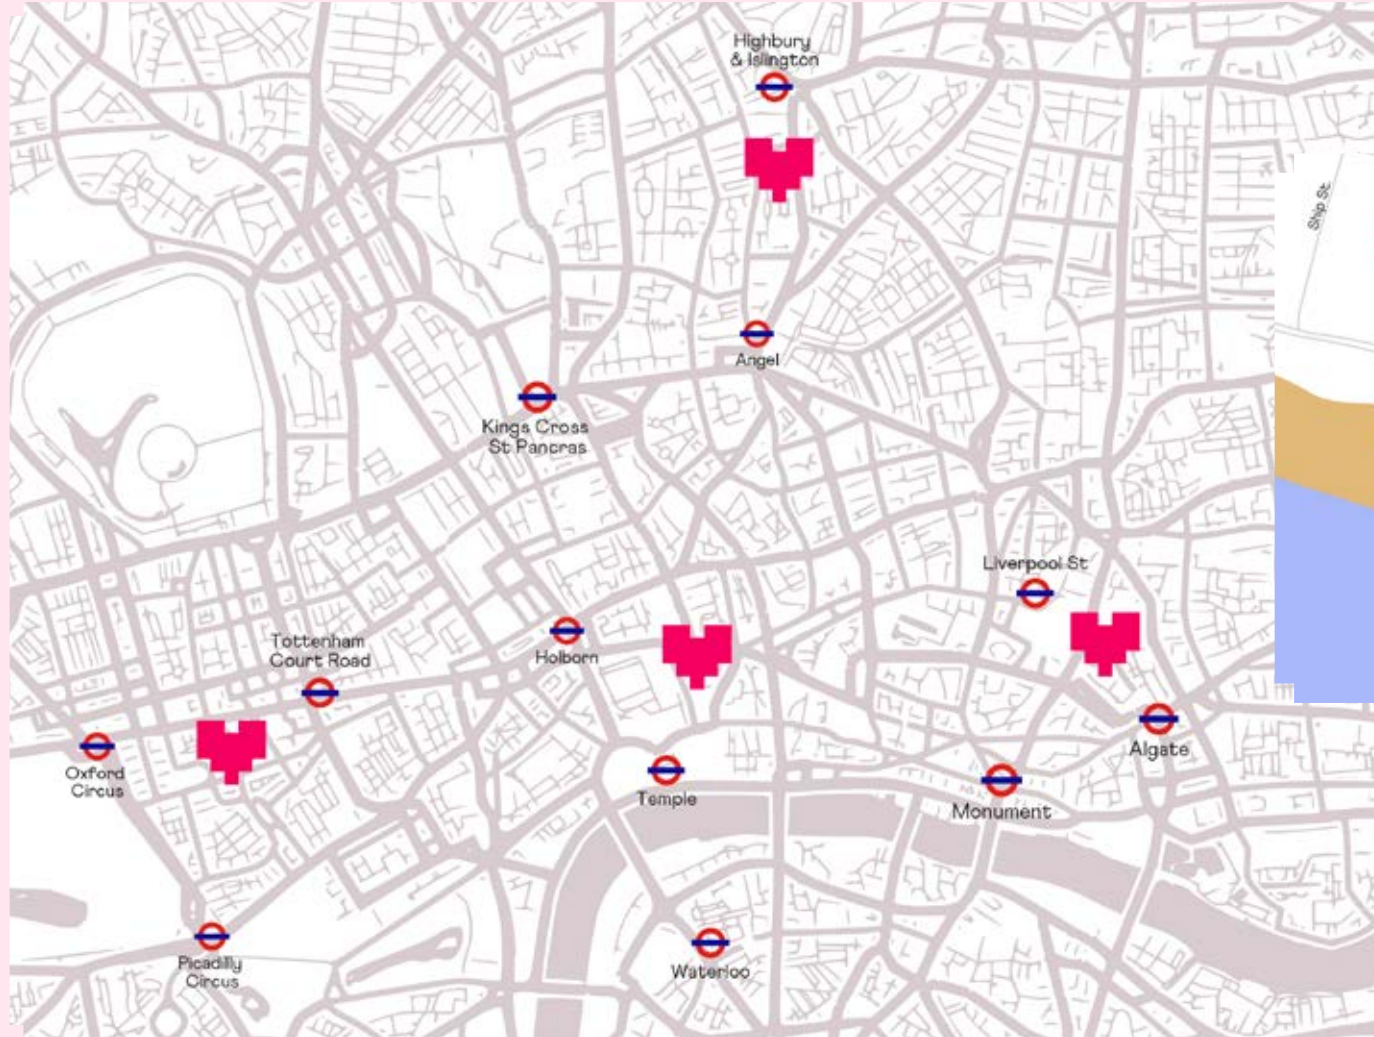 Highbury
& Islington
Ship St
Angel
Kings Cross
St Pancras
Liverpool St
Tottenham
Court Road
Holborn
Algate
Oxford
Circus
Temple
Monument
Picadilly
Circus
Waterloo